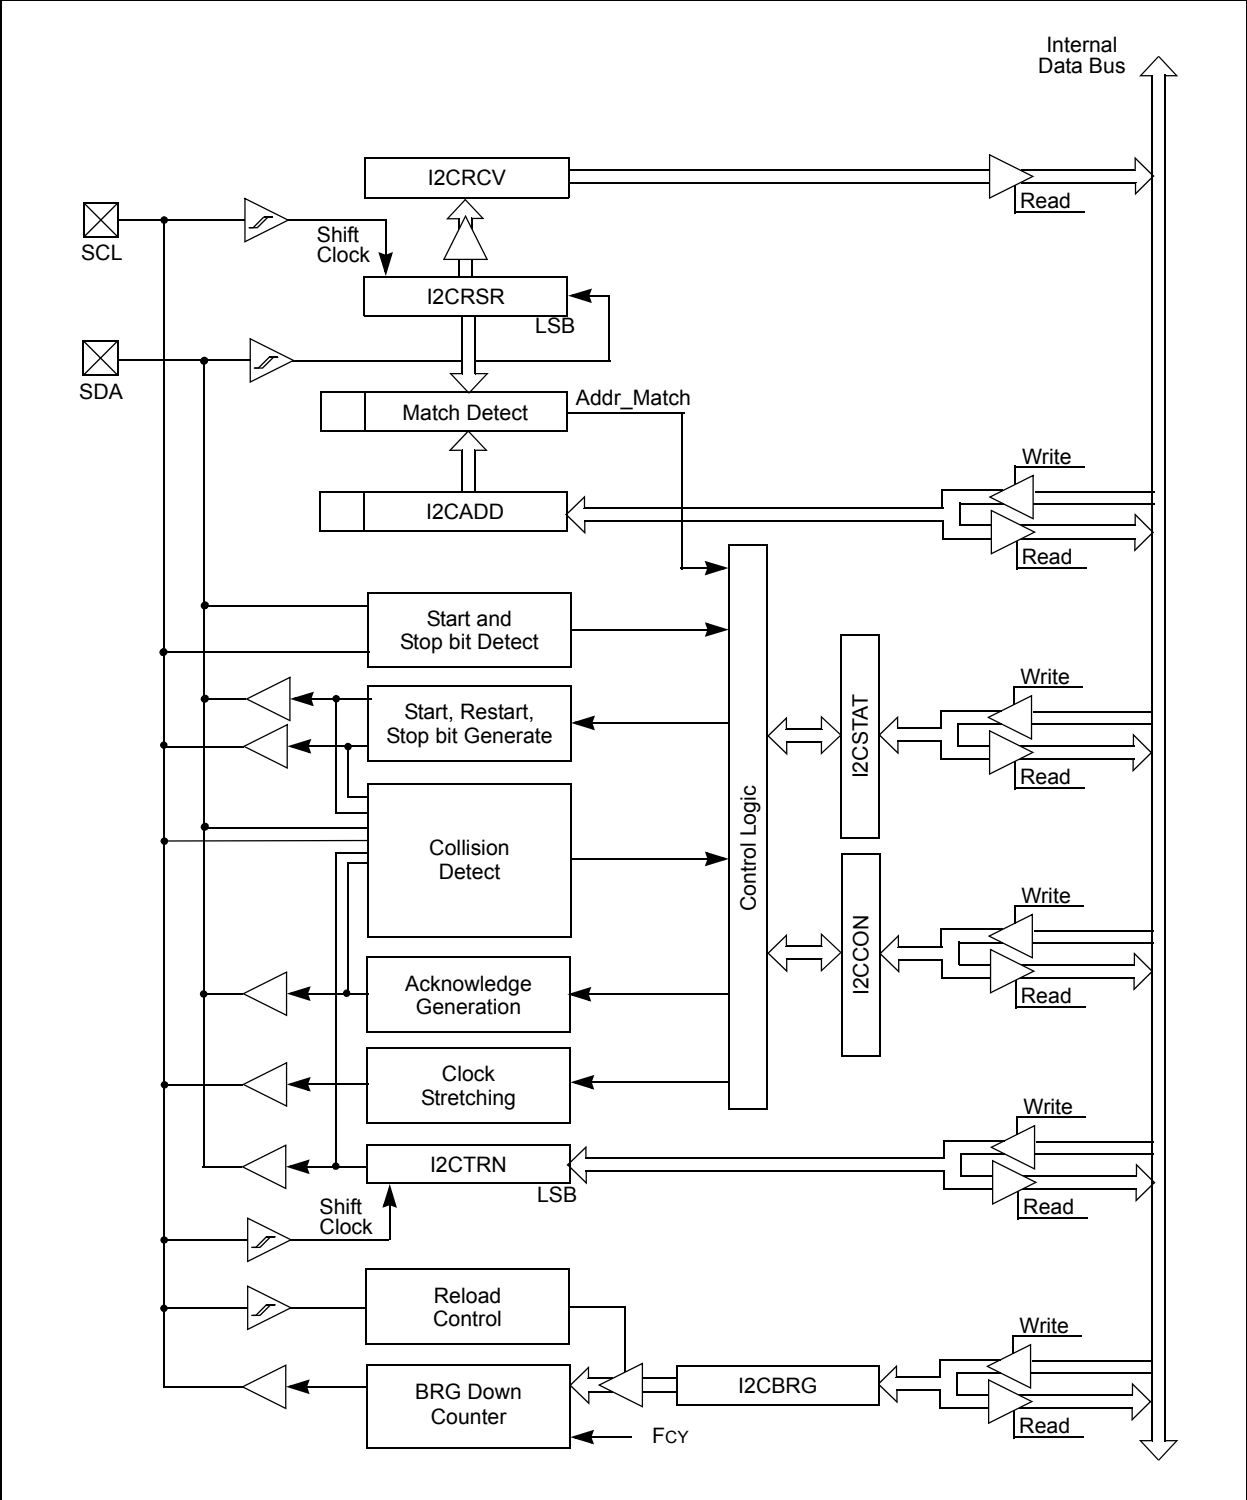 Internal
Data Bus
I2CRCV
Read
SCL
Shift
Clock
I2CRSR
LSB
SDA
Addr_Match
Match Detect
Write
I2CADD
Read
Start and
Stop bit Detect
Write
Start, Restart,
Stop bit Generate
I2CSTAT
Read
Control Logic
Collision
Detect
Write
I2CCON
Acknowledge
Generation
Read
Clock
Stretching
Write
I2CTRN
LSB
Shift
Clock
Read
Reload
Control
Write
BRG Down
Counter
I2CBRG
Read
FCY